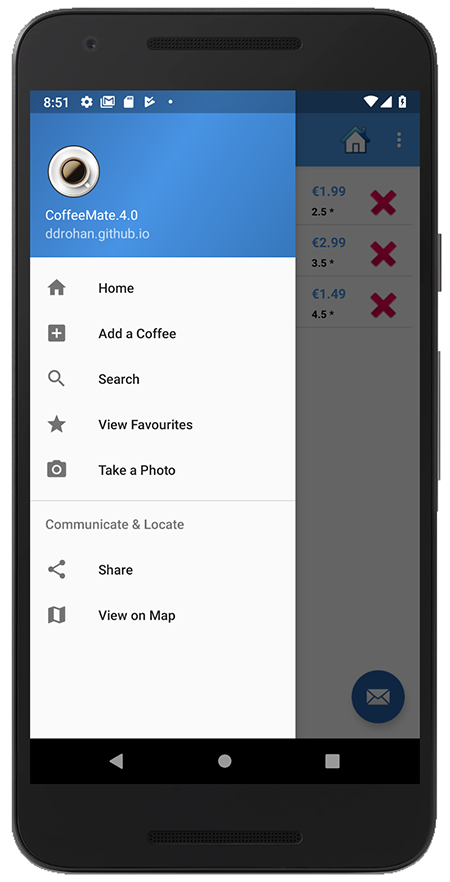 8:51
CoffeeMate.4.0
ddrohan.github.io
Home
Add a Coffee
Search
View Favourites
Take a Photo
Communicate & Locate
Share
View on Map
€1.99
2.5 *
€2.99
3.5 *
€1.49
4.5 *